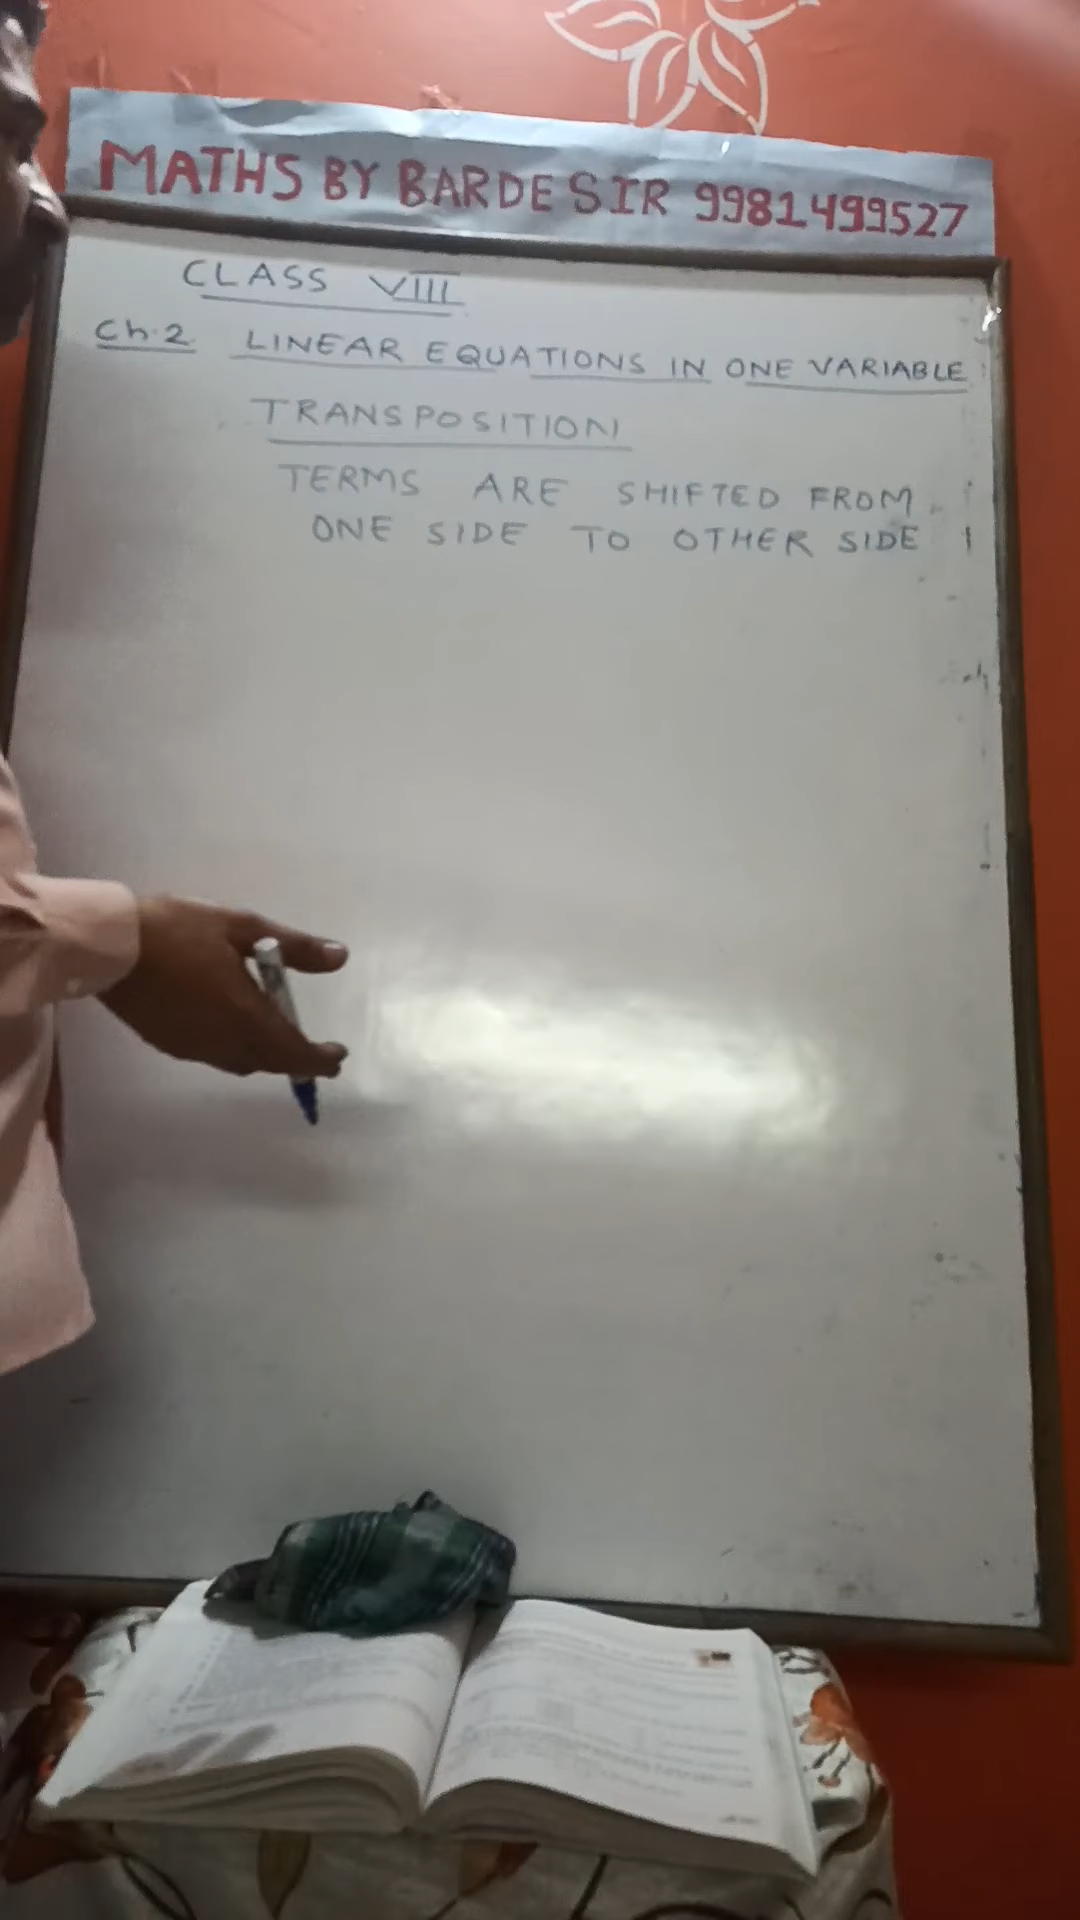 MATHS BY BARDE SIR 9981499527
CLASS VIII
Ch.2 LINEAR EQUATIONS IN ONE VARIABLE
TRANSPOSITION
TERMS ARE SHIFTED FROM
ONE SIDE TO OTHER SIDE